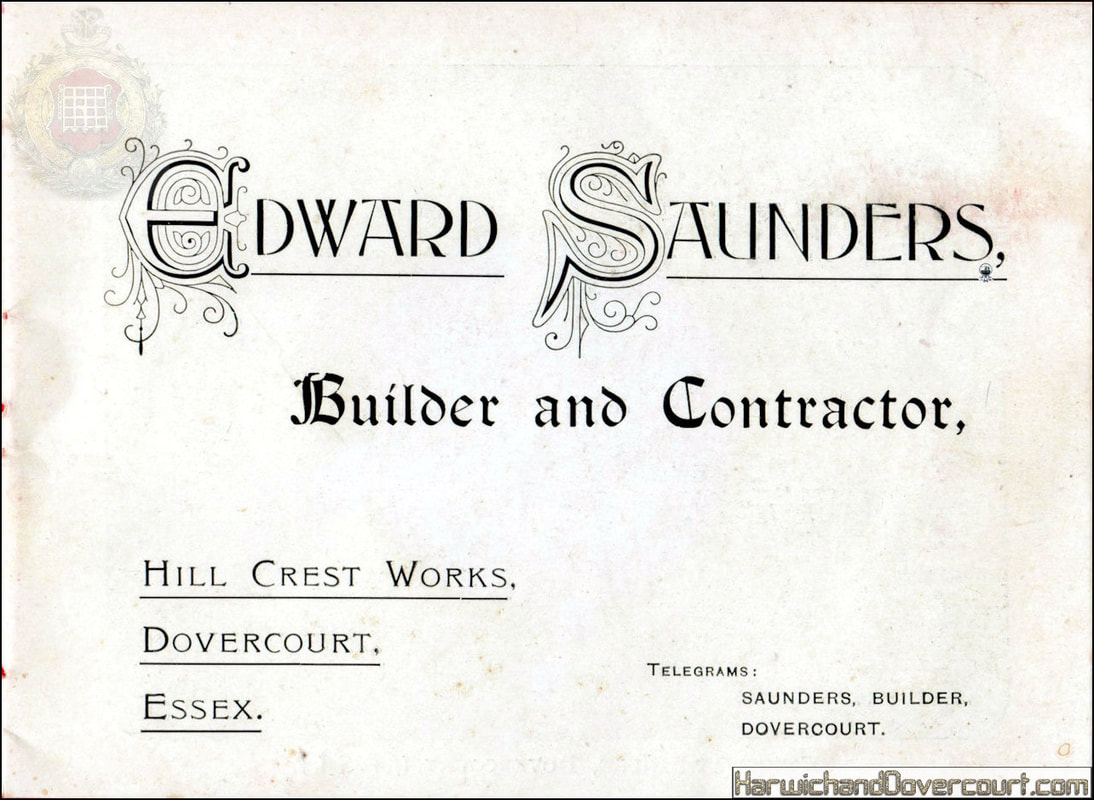 EDWARD SAUNDERS,
Builder and Contractor,
HILL CREST WORKS,
DOVERCOURT,
ESSEX.
TELEGRAMS:
SAUNDERS, BUILDER,
DOVERCOURT.
HarwichandDovercourt.com